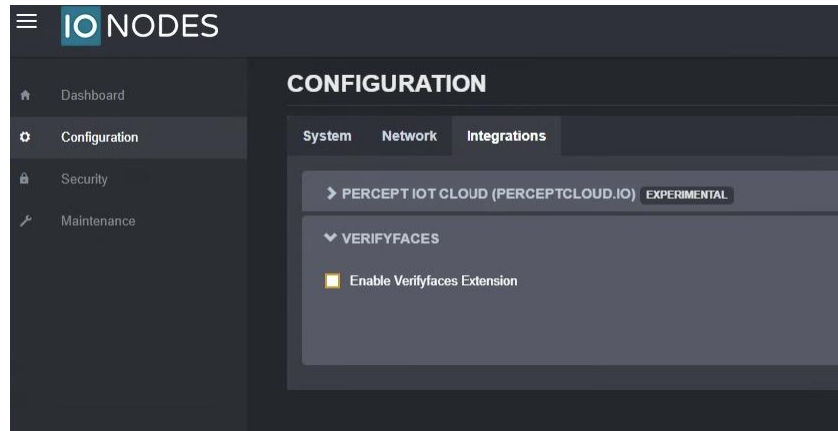 IO NODES
Dashboard
Configuration
Security
Maintenance
CONFIGURATION
System Network Integrations
PERCEPT IOT CLOUD (PERCEPTCLOUD.IO) EXPERIMENTAL
VERIFYFACES
Enable Verifyfaces Extension